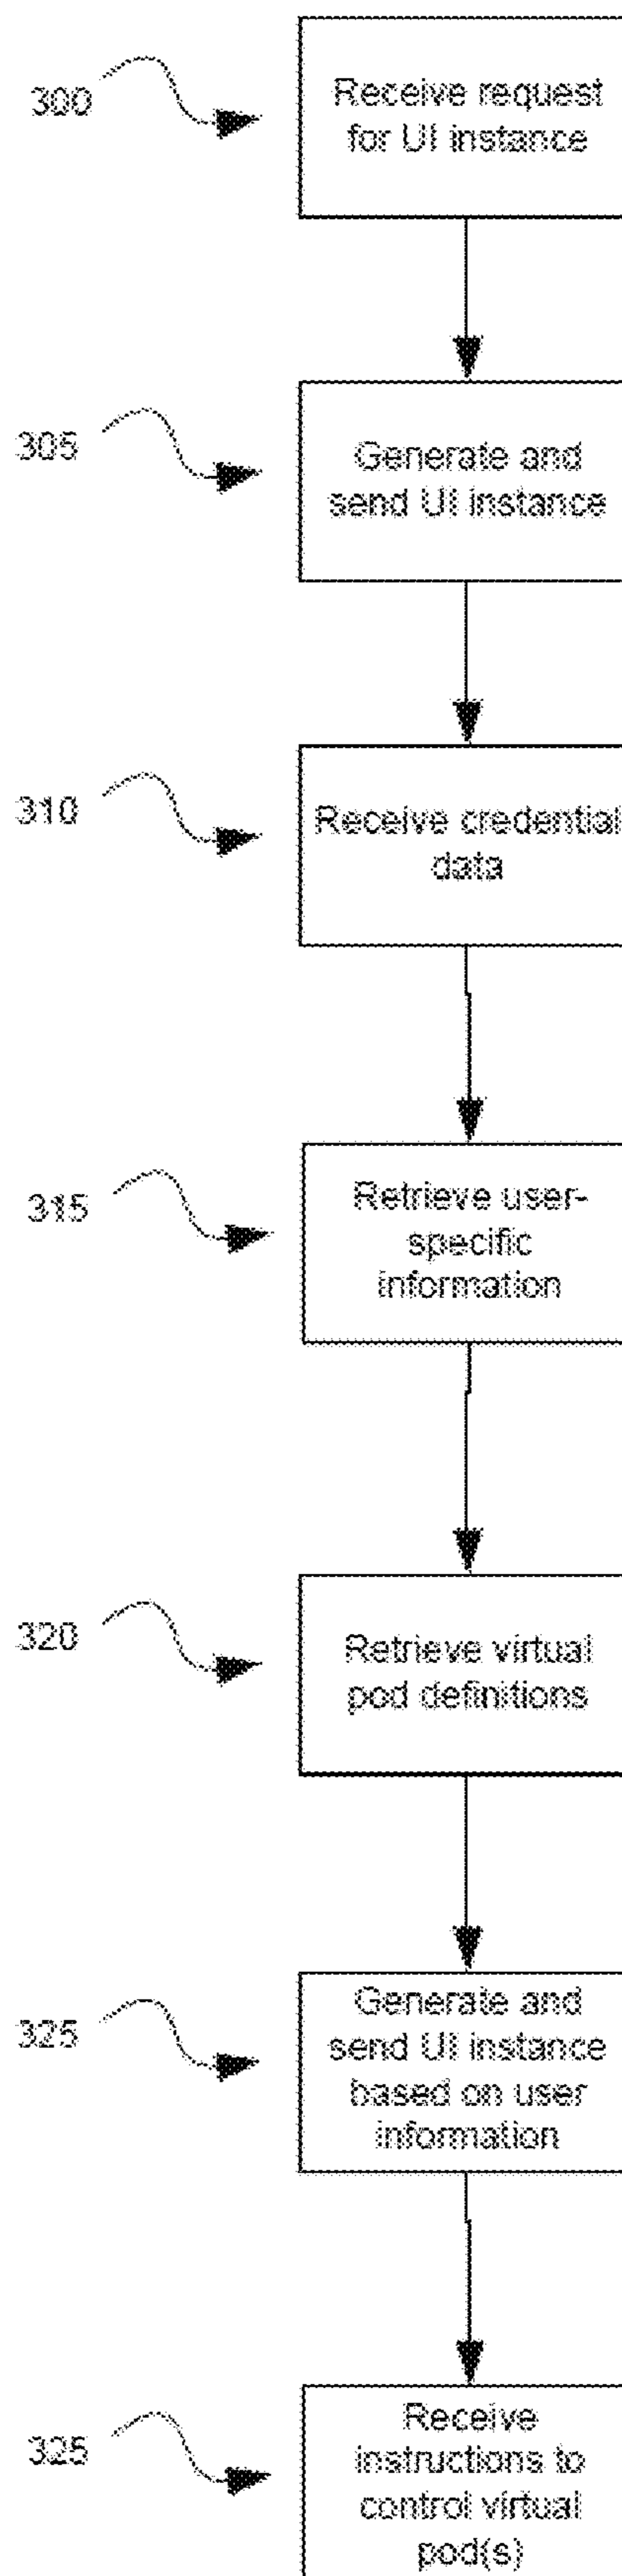 300
Receive request
for UI instance
305
Generate and
send UI instance
310
Receive credential
data
315
Retrieve user-
specific
information
320
Retrieve virtual
pod definitions
325
Generate and
send UI instance
based on user
information
325
Receive
instructions to
control virtual
pod(s)